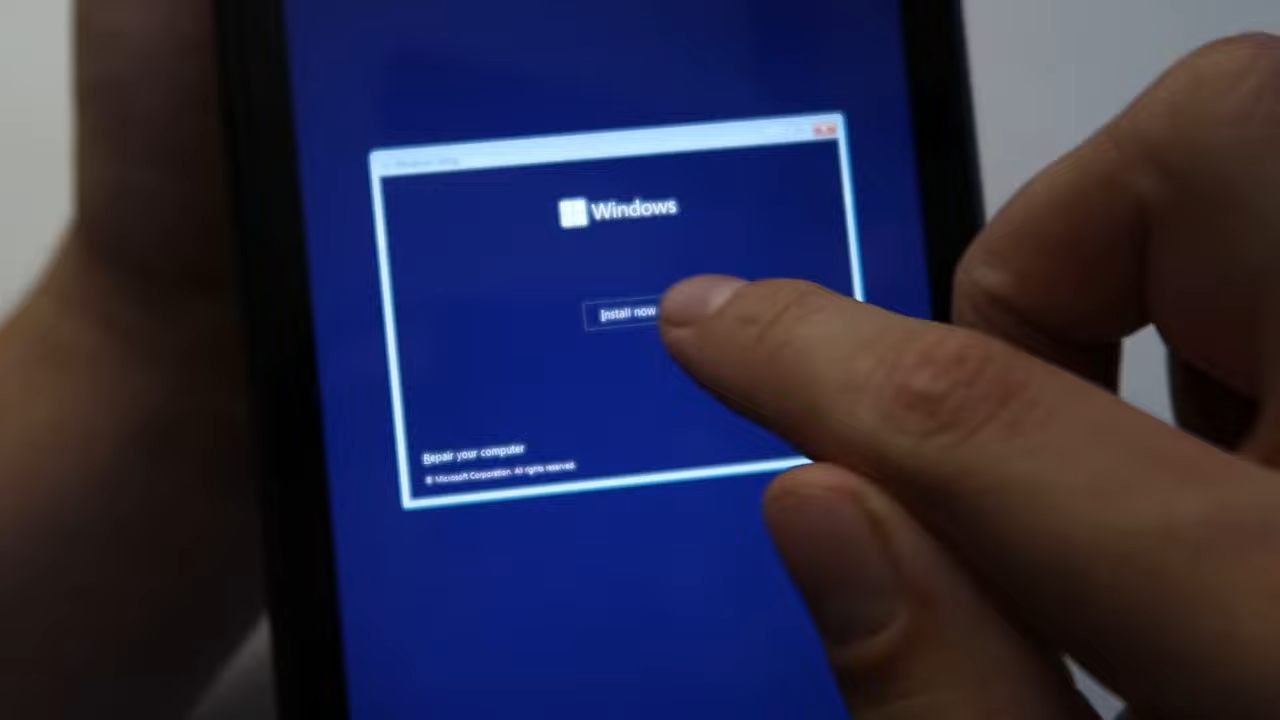 Windows
Install now
Repair your computer
© Microsoft Corporation. All rights reserved.